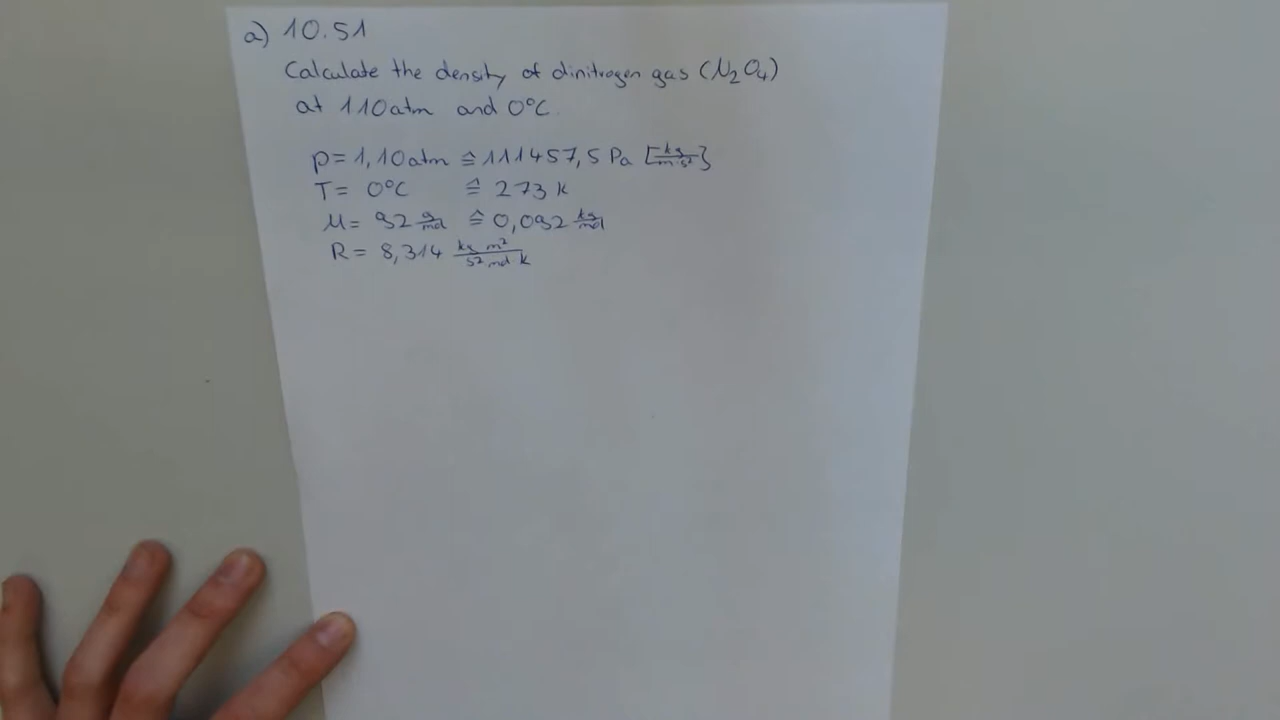 a) 10.51
Calculate the density of dinitrogen gas (N₂O₄)
at 110atm and 0°C.
p= 1,10atm ≙ 111457,5 Pa [kg/m·s²]
T= 0°C ≙ 273 K
M= 92 g/mol ≙ 0,092 kg/mol
R= 8,314 kg m²/s² mol K